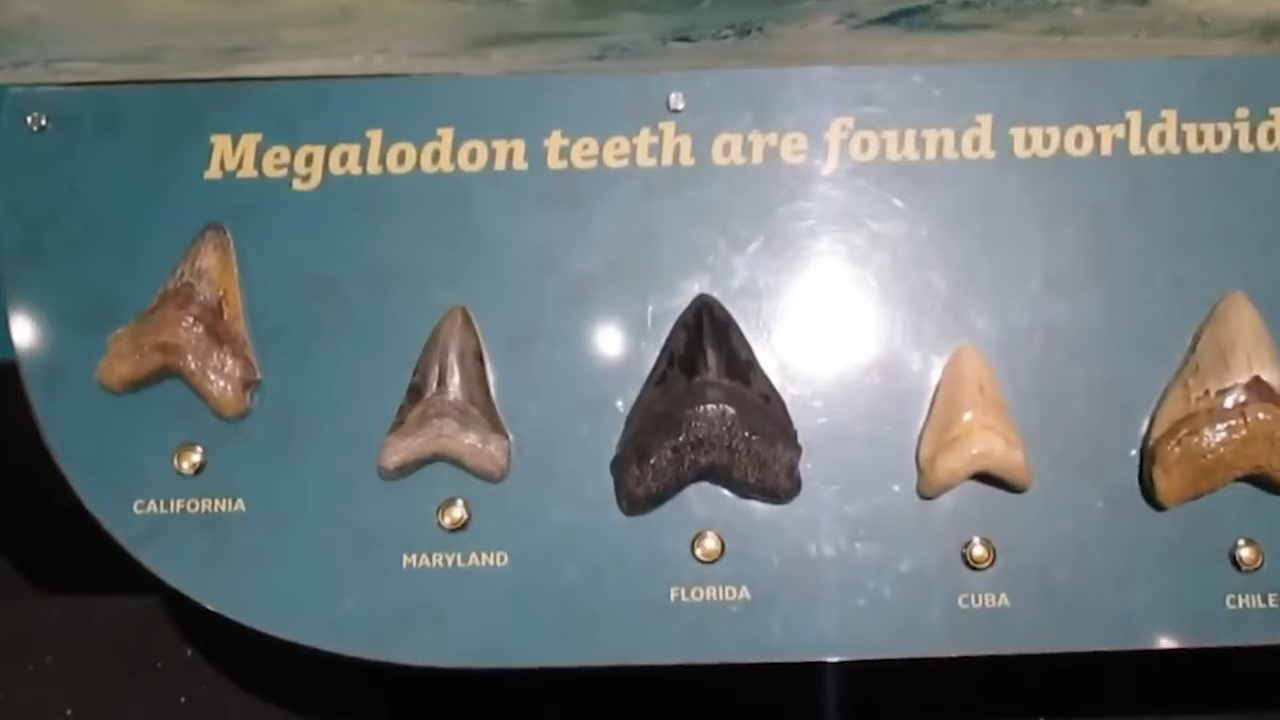 Megalodon teeth are found worldwid
CALIFORNIA
MARYLAND
FLORIDA
CUBA
CHILE